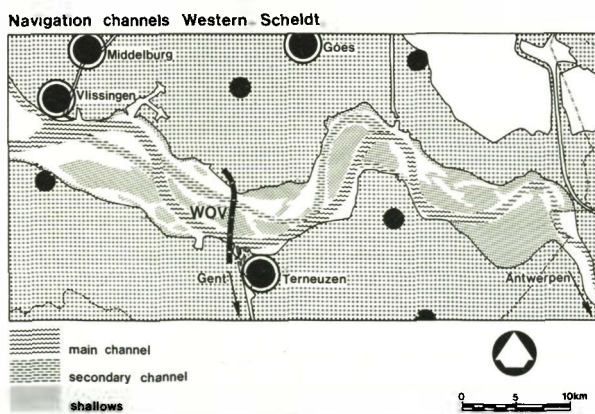 Navigation channels Western Scheldt
Middelburg
Goes
Vlissingen
WOV
Gent
Terneuzen
Antwerpen
main channel
secondary channel
shallows
0 5 10km